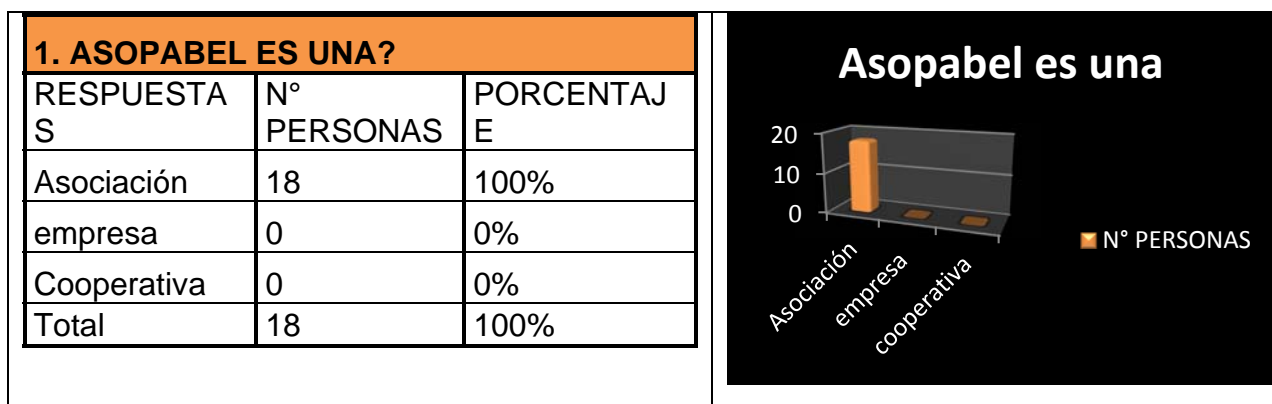 1. ASOPABEL ES UNA?
RESPUESTA N° PORCENTAJ
S PERSONAS E
Asociación 18 100%
empresa 0 0%
Cooperativa 0 0%
Total 18 100%
Asopabel es una
20
10
0
Asociación
empresa
cooperativa
N° PERSONAS